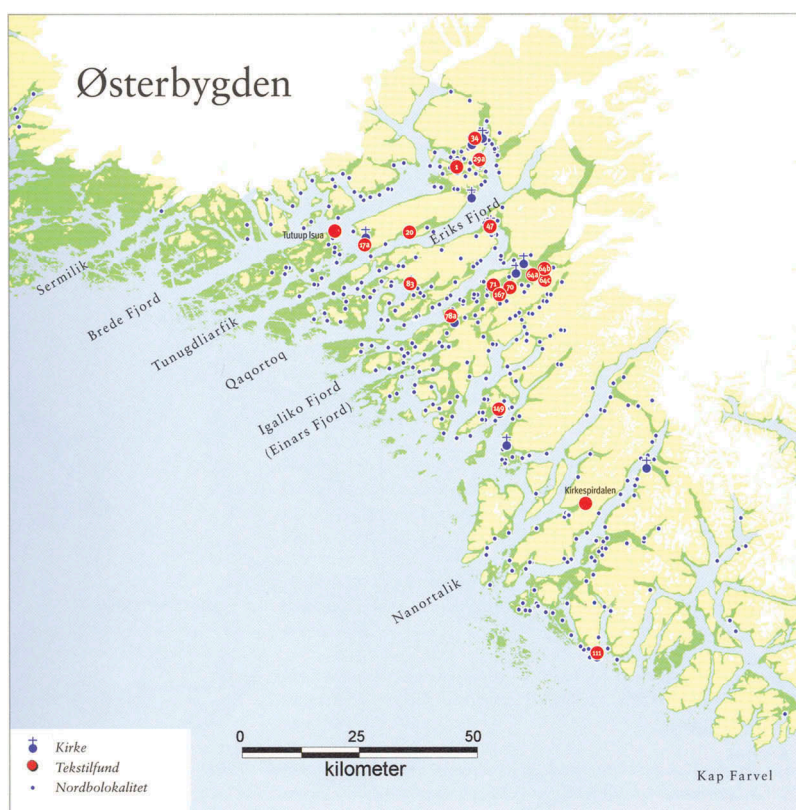 Østerbygden
34
29a
1
Eriks Fjord
47
20
17a
Tutuup Isua
64b
64a
64c
71
70
167
83
78a
149
Kirkespirdalen
111
Sermilik
Brede Fjord
Tunugdliarfik
Qaqortoq
Igaliko Fjord
(Einars Fjord)
Nanortalik
Kap Farvel
Kirke
Tekstilfund
Nordbolokalitet
0 25 50
kilometer